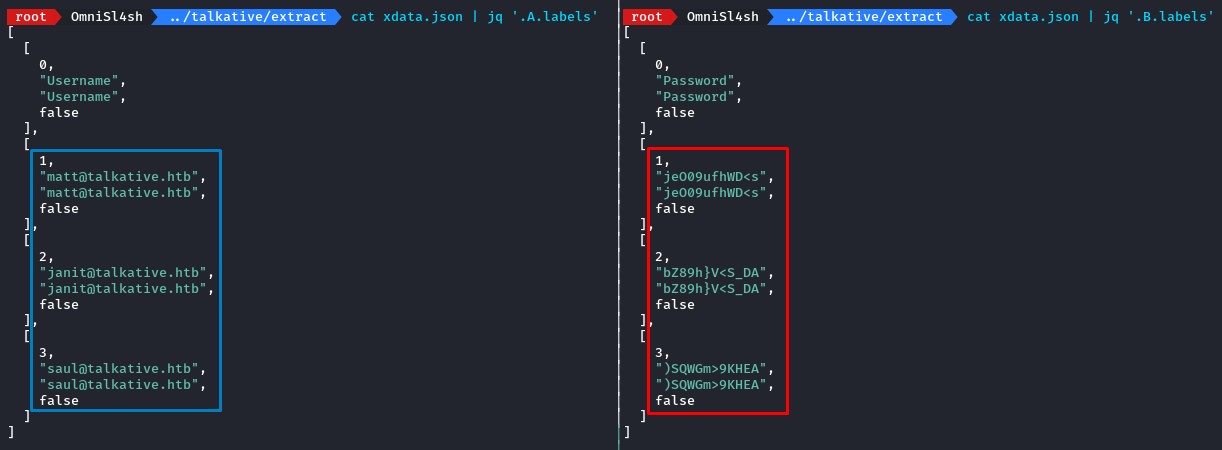 root OmniSl4sh ../talkative/extract cat xdata.json | jq '.A.labels'
[
  [
    0,
    "Username",
    "Username",
    false
  ],
  [
    1,
    "matt@talkative.htb",
    "matt@talkative.htb",
    false
  ],
  [
    2,
    "janit@talkative.htb",
    "janit@talkative.htb",
    false
  ],
  [
    3,
    "saul@talkative.htb",
    "saul@talkative.htb",
    false
  ]
]
root OmniSl4sh ../talkative/extract cat xdata.json | jq '.B.labels'
[
  [
    0,
    "Password",
    "Password",
    false
  ],
  [
    1,
    "jeO09ufhWD<s",
    "jeO09ufhWD<s",
    false
  ],
  [
    2,
    "bZ89h}V<S_DA",
    "bZ89h}V<S_DA",
    false
  ],
  [
    3,
    ")SQWGm>9KHEA",
    ")SQWGm>9KHEA",
    false
  ]
]